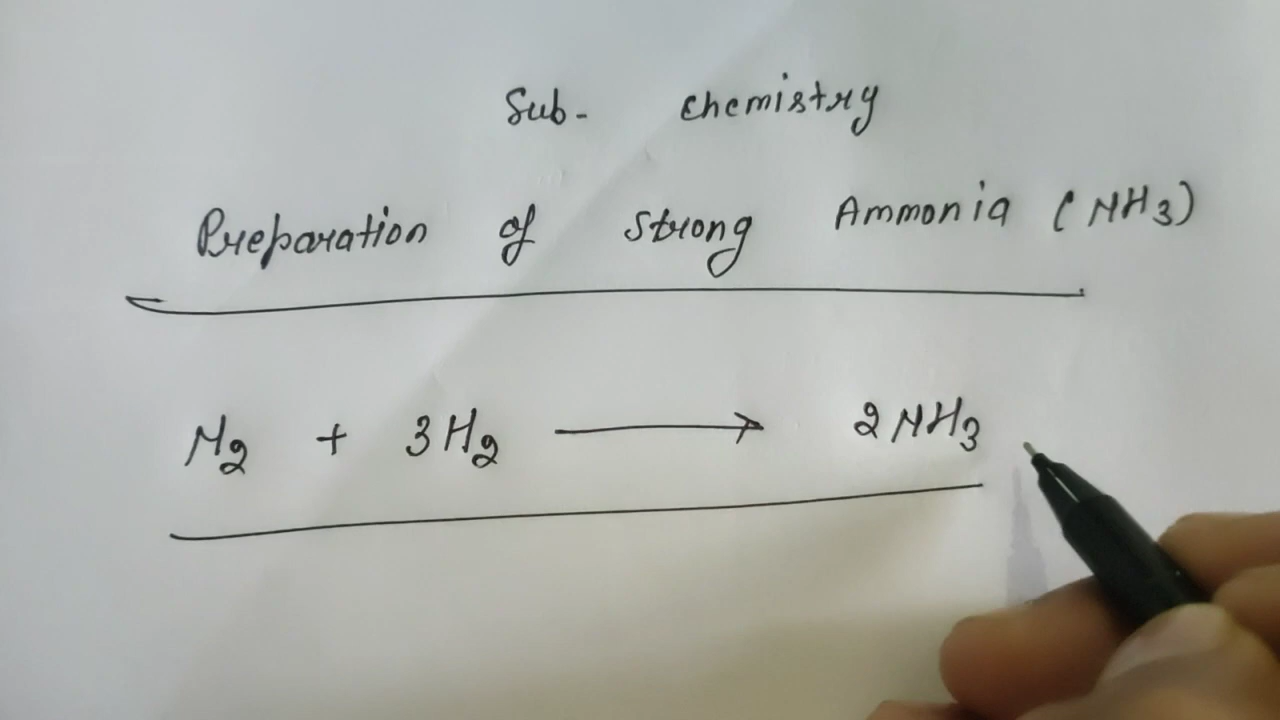 Sub- Chemistry
Preparation of Strong Ammonia (NH3)
N2 + 3H2 → 2NH3